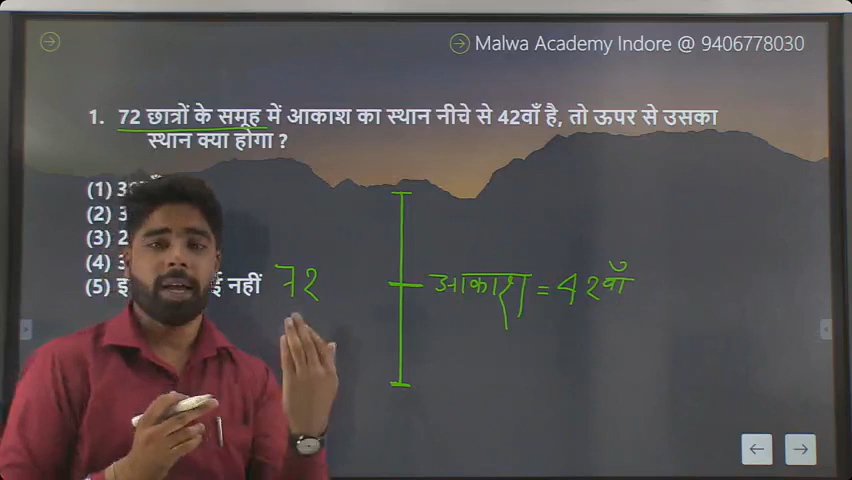 Malwa Academy Indore @ 9406778030
1. 72 छात्रों के समूह में आकाश का स्थान नीचे से 42वाँ है, तो ऊपर से उसका
स्थान क्या होगा ?
(1)
(2)
(3)
(4)
(5) नहीं
72
आकाश = 42वाँ